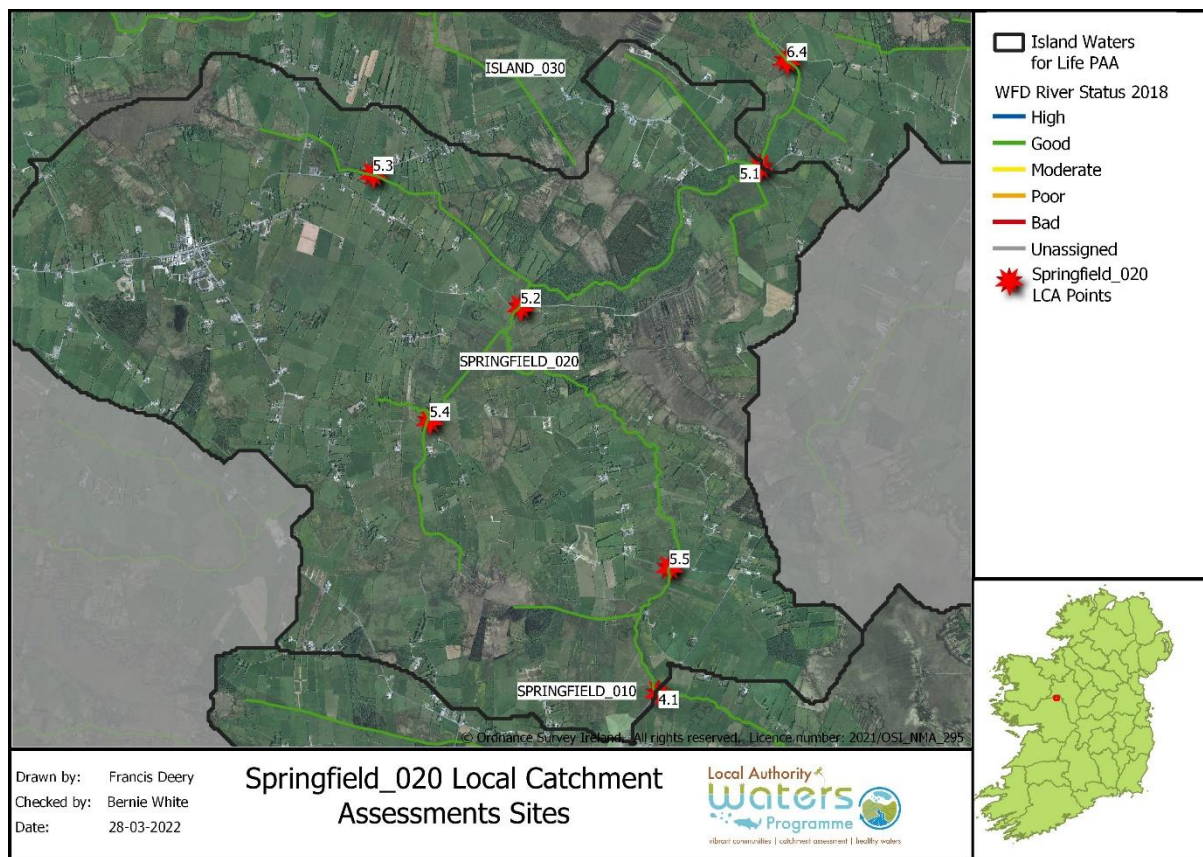 ISLAND_030
6.4
5.3
5.1
5.2
SPRINGFIELD_020
5.4
5.5
SPRINGFIELD_010
4.1
© Ordnance Survey Ireland. All rights reserved. Licence number: 2021/OSI_NMA_295
Island Waters
for Life PAA
WFD River Status 2018
High
Good
Moderate
Poor
Bad
Unassigned
Springfield_020
LCA Points
Drawn by: Francis Deery
Checked by: Bernie White
Date: 28-03-2022
Springfield_020 Local Catchment
Assessments Sites
Local Authority
Waters
Programme
vibrant communities | catchment assessment | healthy waters